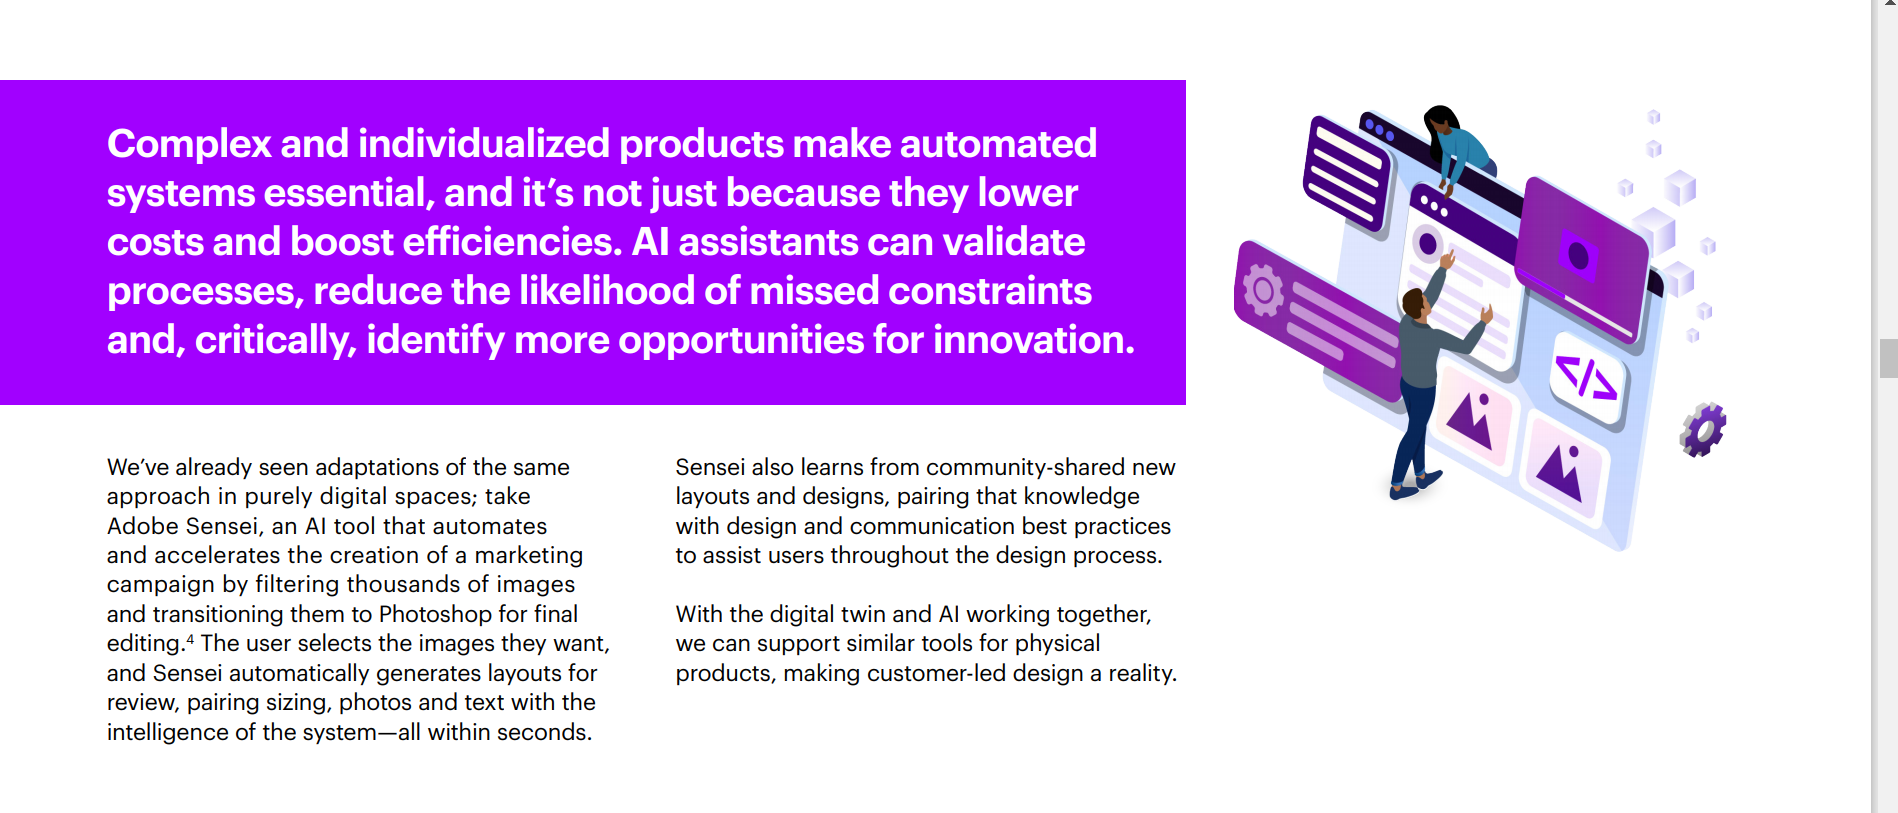 Complex and individualized products make automated
systems essential, and it’s not just because they lower
costs and boost efficiencies. AI assistants can validate
processes, reduce the likelihood of missed constraints
and, critically, identify more opportunities for innovation.
We’ve already seen adaptations of the same
approach in purely digital spaces; take
Adobe Sensei, an AI tool that automates
and accelerates the creation of a marketing
campaign by filtering thousands of images
and transitioning them to Photoshop for final
editing.⁴ The user selects the images they want,
and Sensei automatically generates layouts for
review, pairing sizing, photos and text with the
intelligence of the system—all within seconds.
Sensei also learns from community-shared new
layouts and designs, pairing that knowledge
with design and communication best practices
to assist users throughout the design process.
With the digital twin and AI working together,
we can support similar tools for physical
products, making customer-led design a reality.
</>